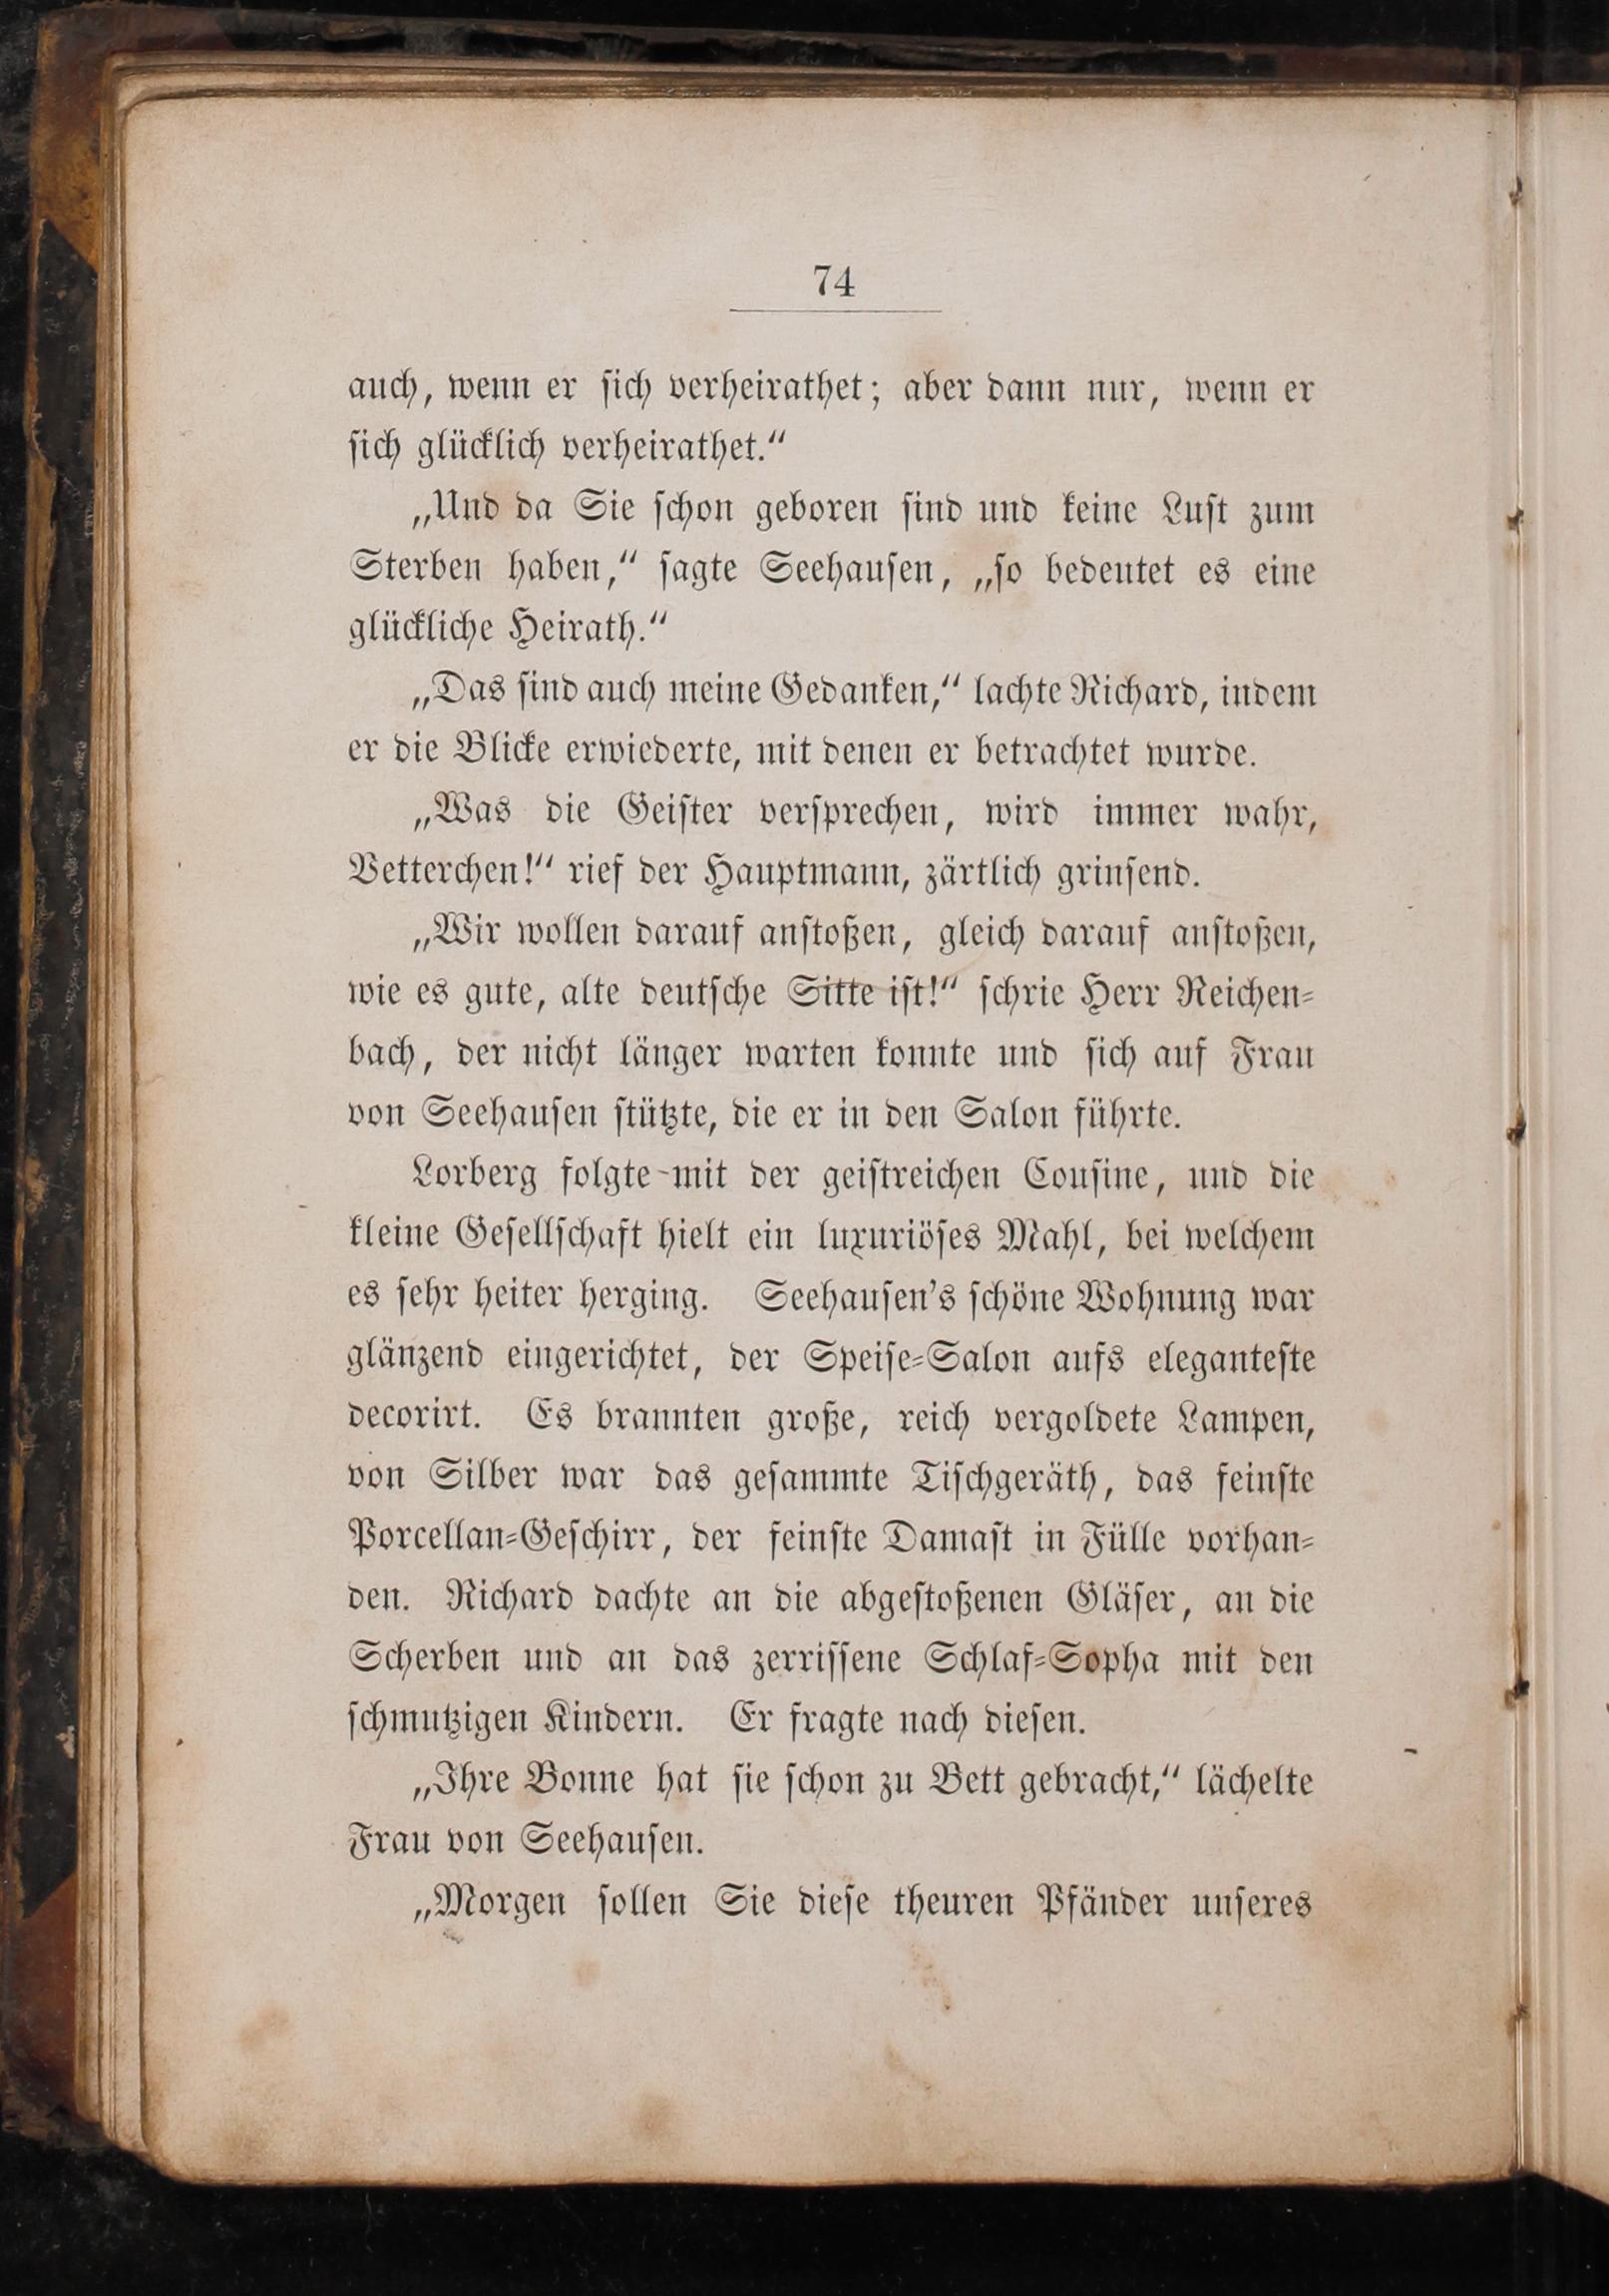 74
auch, wenn er sich verheirathet; aber dann nur, wenn er
sich glücklich verheirathet.“
„Und da Sie schon geboren sind und keine Lust zum
Sterben haben,“ sagte Seehausen, „so bedeutet es eine
glückliche Heirath.“
„Das sind auch meine Gedanken,“ lachte Richard, indem
er die Blicke erwiederte, mit denen er betrachtet wurde.
„Was die Geister versprechen, wird immer wahr,
Vetterchen!“ rief der Hauptmann, zärtlich grinsend.
„Wir wollen darauf anstoßen, gleich darauf anstoßen,
wie es gute, alte deutsche Sitte ist!“ schrie Herr Reichen-
bach, der nicht länger warten konnte und sich auf Frau
von Seehausen stützte, die er in den Salon führte.
Lorberg folgte mit der geistreichen Cousine, und die
kleine Gesellschaft hielt ein luxuriöses Mahl, bei welchem
es sehr heiter herging. Seehausen's schöne Wohnung war
glänzend eingerichtet, der Speise-Salon aufs eleganteste
decorirt. Es brannten große, reich vergoldete Lampen,
von Silber war das gesammte Tischgeräth, das feinste
Porcellan-Geschirr, der feinste Damast in Fülle vorhan-
den. Richard dachte an die abgestoßenen Gläser, an die
Scherben und an das zerrissene Schlaf-Sopha mit den
schmutzigen Kindern. Er fragte nach diesen.
„Ihre Bonne hat sie schon zu Bett gebracht,“ lächelte
Frau von Seehausen.
„Morgen sollen Sie diese theuren Pfänder unseres